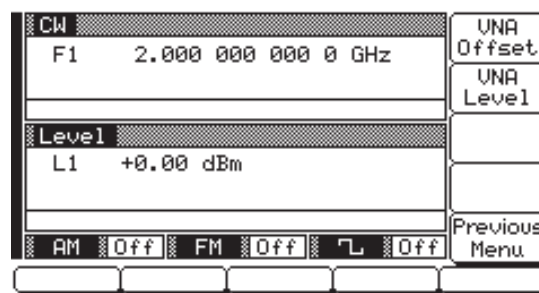 CW
F1 2.000 000 000 0 GHz
Level
L1 +0.00 dBm
AM Off FM Off Off
VNA
Offset
VNA
Level
Previous
Menu